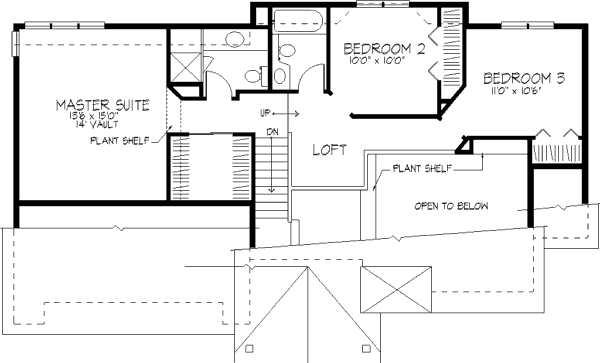 BEDROOM 2
10'0" x 10'0"
BEDROOM 3
11'0" x 10'6"
MASTER SUITE
13'6 x 15'0"
14' VAULT
PLANT SHELF
UP
DN
LOFT
PLANT SHELF
OPEN TO BELOW